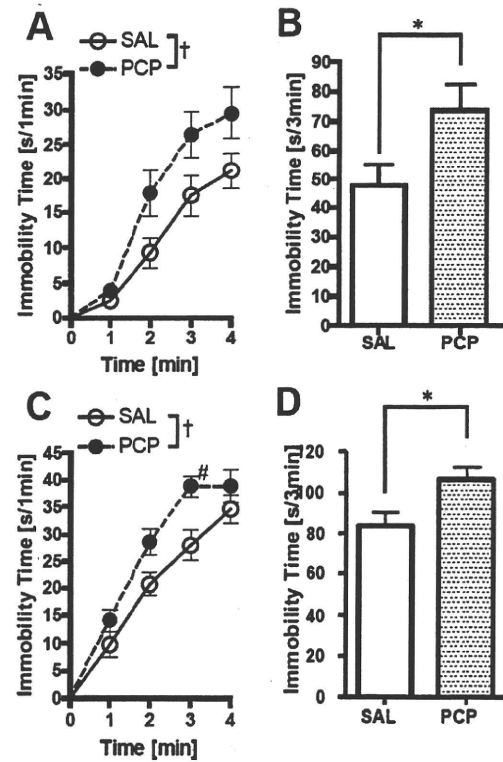 A
SAL
PCP
†
Immobility Time [s/1min]
35
30
25
20
15
10
5
0
0 1 2 3 4
Time [min]
B
*
Immobility Time [s/3min]
90
80
70
60
50
40
30
20
10
0
SAL PCP
C
SAL
PCP
†
#
Immobility Time [s/1min]
45
40
35
30
25
20
15
10
5
0
0 1 2 3 4
Time [min]
D
*
Immobility Time [s/3min]
120
100
80
60
40
20
0
SAL PCP